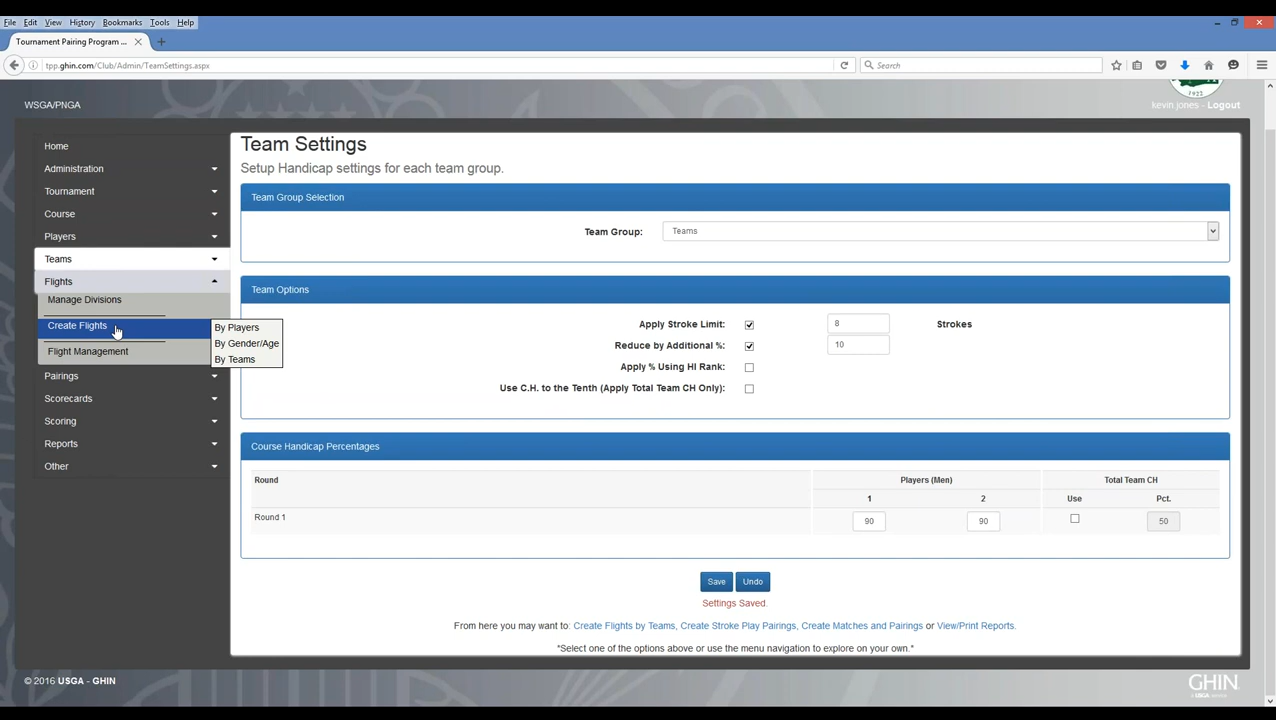 File Edit View History Bookmarks Tools Help
Tournament Pairing Program ...
tpp.ghin.com/Club/Admin/TeamSettings.aspx
Search
WSGA/PNGA
1922
kevin jones - Logout
Home
Administration
Tournament
Course
Players
Teams
Flights
Manage Divisions
Create Flights
By Players
By Gender/Age
By Teams
Flight Management
Pairings
Scorecards
Scoring
Reports
Other
Team Settings
Setup Handicap settings for each team group.
Team Group Selection
Team Group: Teams
Team Options
Apply Stroke Limit: 8 Strokes
Reduce by Additional %: 10
Apply % Using HI Rank:
Use C.H. to the Tenth (Apply Total Team CH Only):
Course Handicap Percentages
Round Players (Men) Total Team CH
1 2 Use Pct.
Round 1 90 90 50
Save Undo
Settings Saved.
From here you may want to: Create Flights by Teams, Create Stroke Play Pairings, Create Matches and Pairings or View/Print Reports.
*Select one of the options above or use the menu navigation to explore on your own.*
© 2016 USGA - GHIN
GHIN
a USGA service